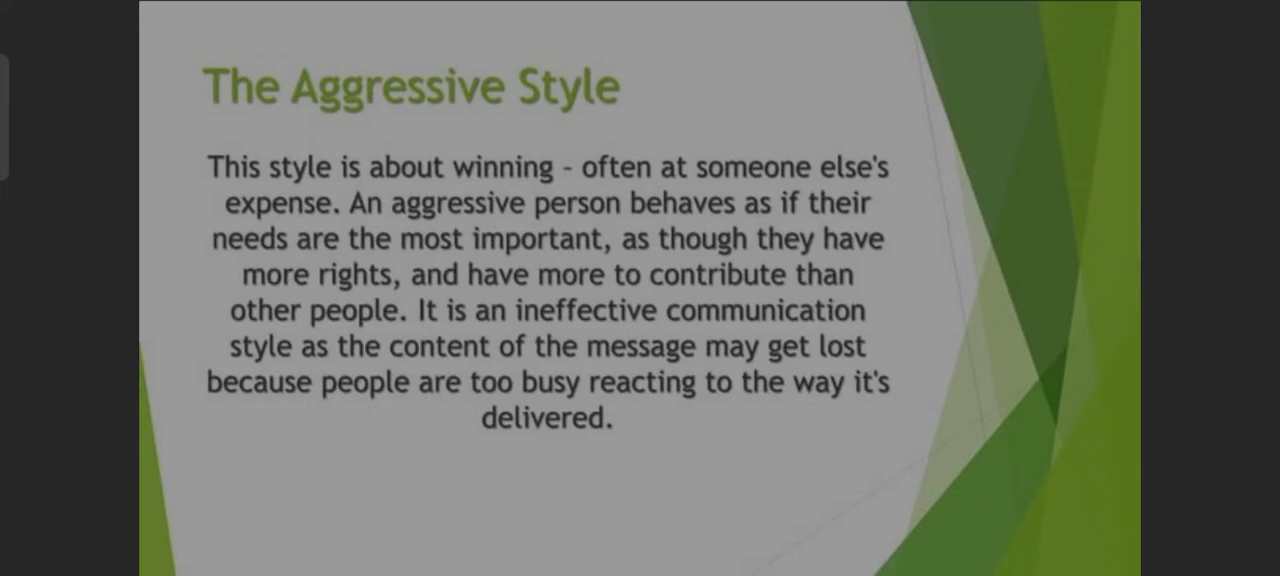 The Aggressive Style
This style is about winning - often at someone else's
expense. An aggressive person behaves as if their
needs are the most important, as though they have
more rights, and have more to contribute than
other people. It is an ineffective communication
style as the content of the message may get lost
because people are too busy reacting to the way it's
delivered.